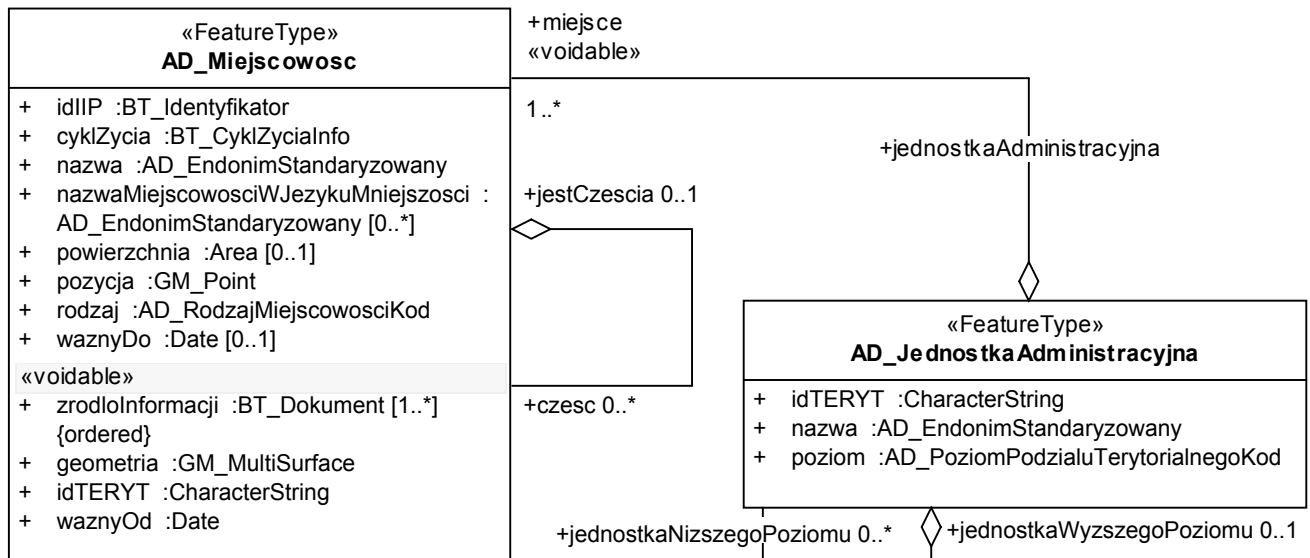 «FeatureType»
AD_Miejscowosc
+ idIIP :BT_Identyfikator
+ cyklZycia :BT_CyklZyciaInfo
+ nazwa :AD_EndonimStandaryzowany
+ nazwaMiejscowosciWJezykuMniejszosci :
AD_EndonimStandaryzowany [0..*]
+ powierzchnia :Area [0..1]
+ pozycja :GM_Point
+ rodzaj :AD_RodzajMiejscowosciKod
+ waznyDo :Date [0..1]
«voidable»
+ zrodloInformacji :BT_Dokument [1..*]
{ordered}
+ geometria :GM_MultiSurface
+ idTERYT :CharacterString
+ waznyOd :Date
+miejsce
«voidable»
1..*
+jednostkaAdministracyjna
+jestCzescia 0..1
+czesc 0..*
«FeatureType»
AD_JednostkaAdministracyjna
+ idTERYT :CharacterString
+ nazwa :AD_EndonimStandaryzowany
+ poziom :AD_PoziomPodzialuTerytorialnegoKod
+jednostkaNizszegoPoziomu 0..*
+jednostkaWyzszegoPoziomu 0..1